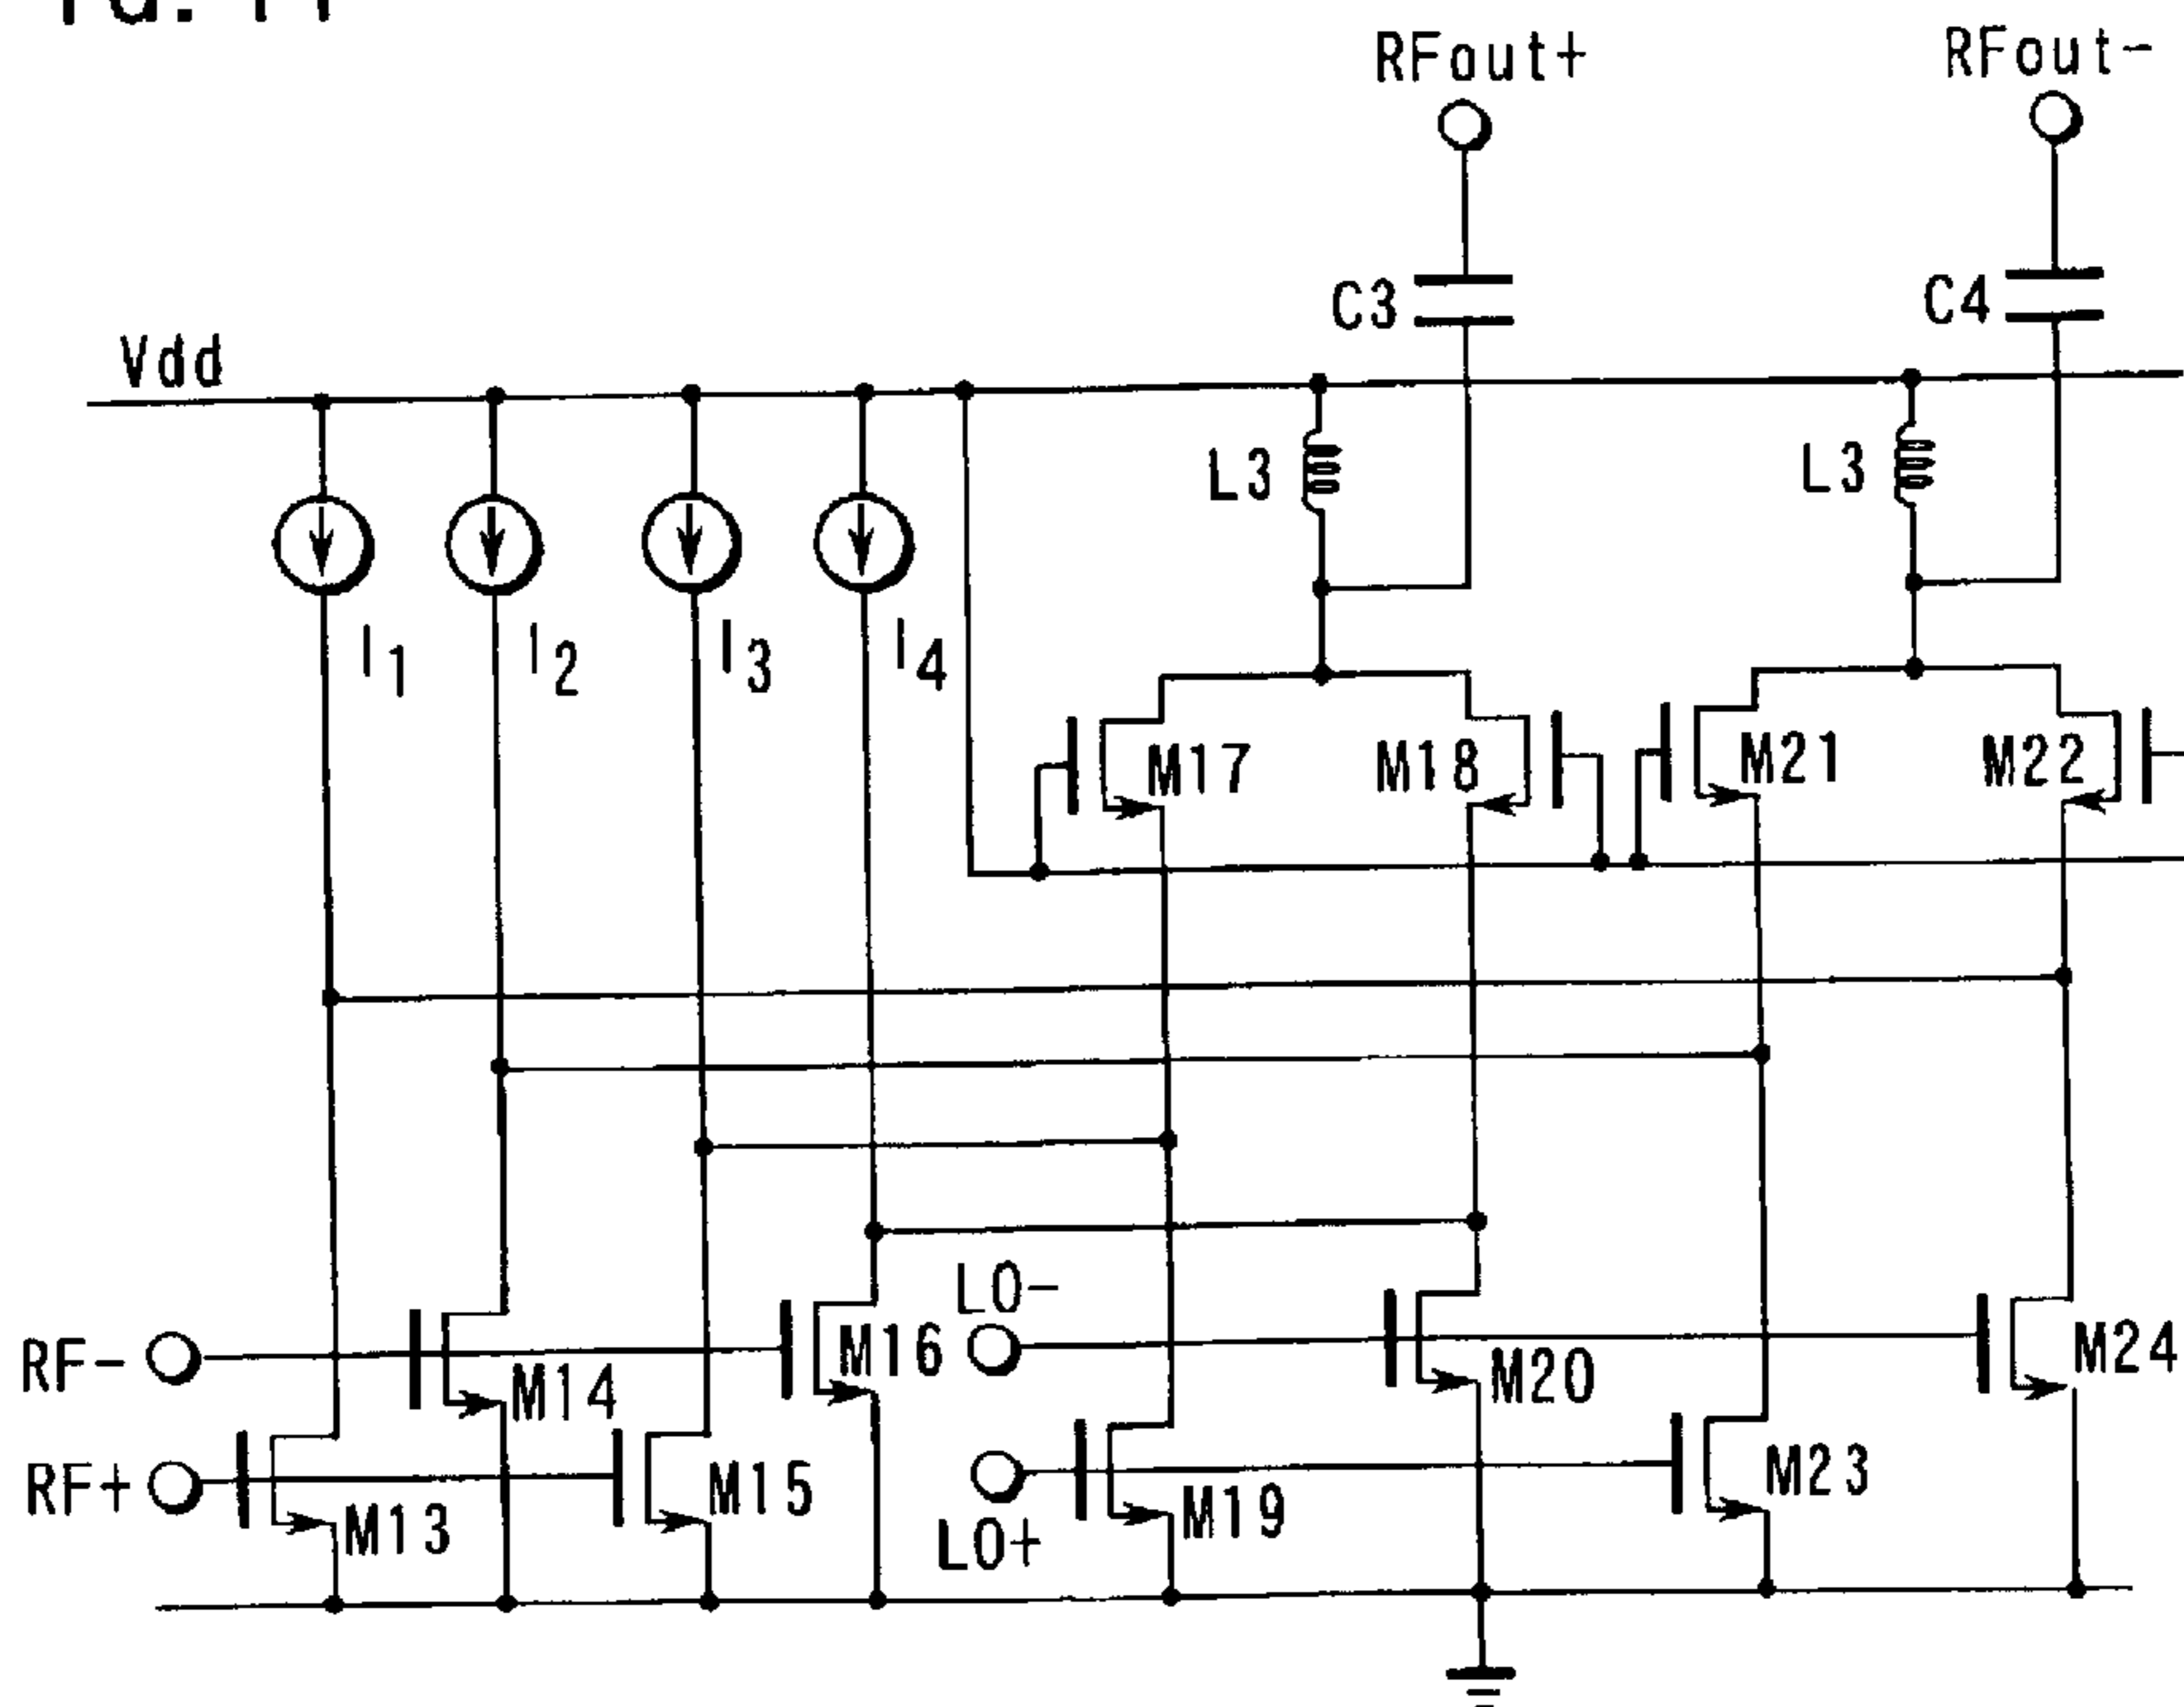 RFout+
RFout-
C3
C4
Vdd
L3
L3
I1
I2
I3
I4
M17
M18
M21
M22
LO-
RF-
M14
M16
M20
M24
RF+
M13
M15
LO+
M19
M23